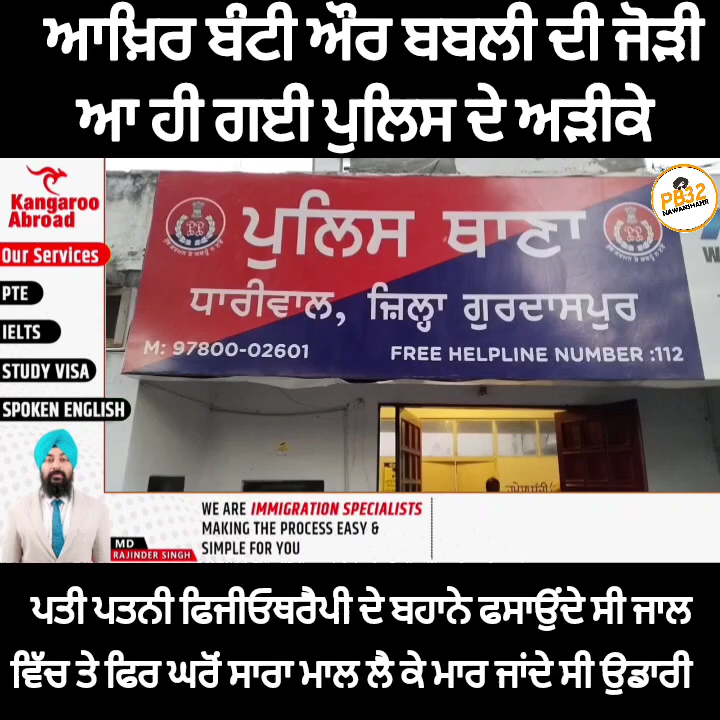 ਆਖ਼ਿਰ ਬੰਟੀ ਔਰ ਬਬਲੀ ਦੀ ਜੋੜੀ
ਆ ਹੀ ਗਈ ਪੁਲਿਸ ਦੇ ਅੜੀਕੇ
Kangaroo
Abroad
Our Services
PTE
IELTS
STUDY VISA
SPOKEN ENGLISH
PB32
NAWANSHAHR
ਪੁਲਿਸ ਥਾਣਾ
ਧਾਰੀਵਾਲ, ਜ਼ਿਲ੍ਹਾ ਗੁਰਦਾਸਪੁਰ
M: 97800-02601
FREE HELPLINE NUMBER :112
WE ARE IMMIGRATION SPECIALISTS
MAKING THE PROCESS EASY &
SIMPLE FOR YOU
MD
RAJINDER SINGH
ਪਤੀ ਪਤਨੀ ਫਿਜੀਓਥਰੈਪੀ ਦੇ ਬਹਾਨੇ ਫਸਾਉਂਦੇ ਸੀ ਜਾਲ
ਵਿੱਚ ਤੇ ਫਿਰ ਘਰੋਂ ਸਾਰਾ ਮਾਲ ਲੈ ਕੇ ਮਾਰ ਜਾਂਦੇ ਸੀ ਉਡਾਰੀ